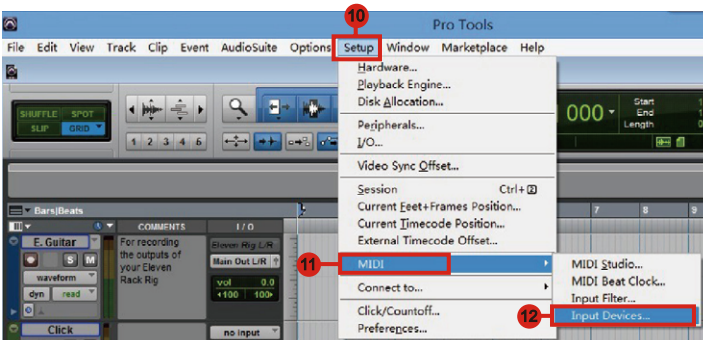 10
Pro Tools
File Edit View Track Clip Event AudioSuite Options Setup Window Marketplace Help
Hardware...
Playback Engine...
Disk Allocation...
Peripherals...
I/O...
Video Sync Offset...
Session Ctrl+2
Current Feet+Frames Position...
Current Timecode Position...
External Timecode Offset...
11
MIDI
Connect to...
Click/Countoff...
Preferences...
MIDI Studio...
MIDI Beat Clock...
Input Filter...
12
Input Devices...
SHUFFLE SPOT
SLIP GRID
1 2 3 4 5
000
Start 1
End 1
Length 0
Bars|Beats
7 8 9
COMMENTS I / O
E. Guitar
S M
waveform
dyn read
For recording
the outputs of
your Eleven
Rack Rig
Eleven Rig L/R
Main Out L/R
vol 0.0
100 100
Click
no input